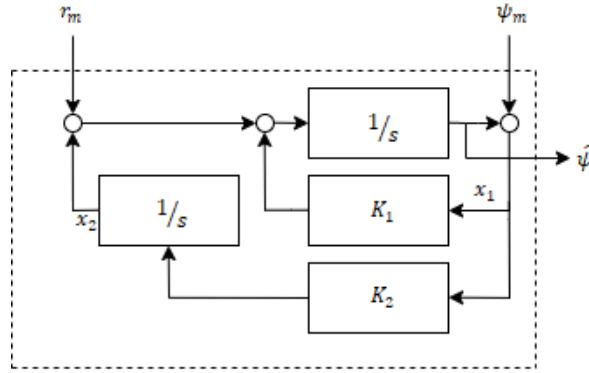 r_m ψ_m
1/s
ψ̂
x_2 1/s K_1 x_1
K_2